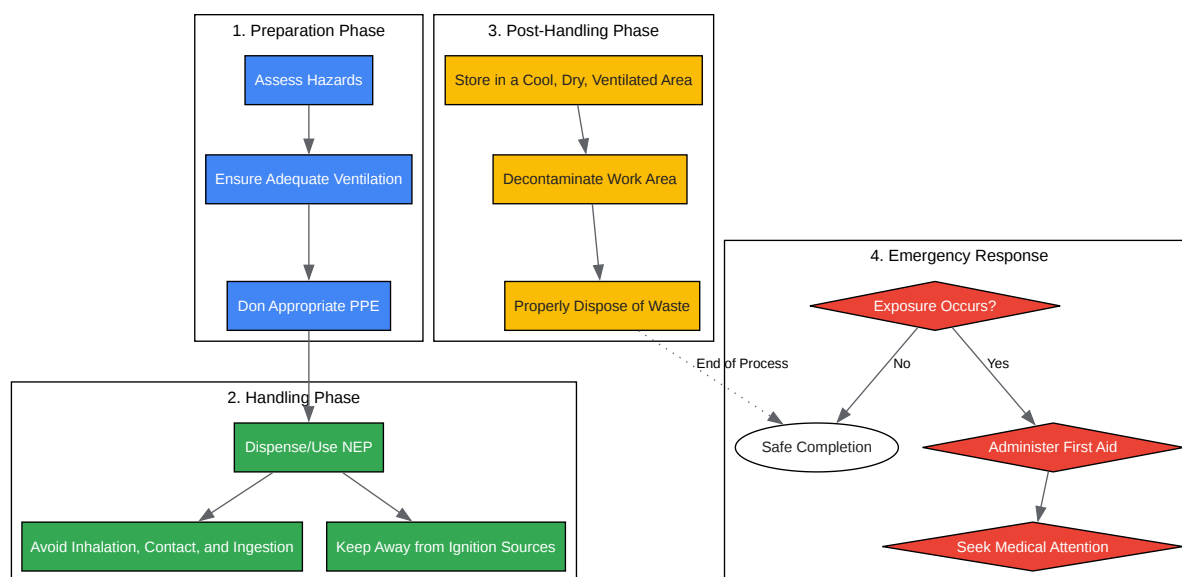 1. Preparation Phase
Assess Hazards
Ensure Adequate Ventilation
Don Appropriate PPE
2. Handling Phase
Dispense/Use NEP
Avoid Inhalation, Contact, and Ingestion
Keep Away from Ignition Sources
3. Post-Handling Phase
Store in a Cool, Dry, Ventilated Area
Decontaminate Work Area
Properly Dispose of Waste
End of Process
4. Emergency Response
Exposure Occurs?
No
Yes
Safe Completion
Administer First Aid
Seek Medical Attention